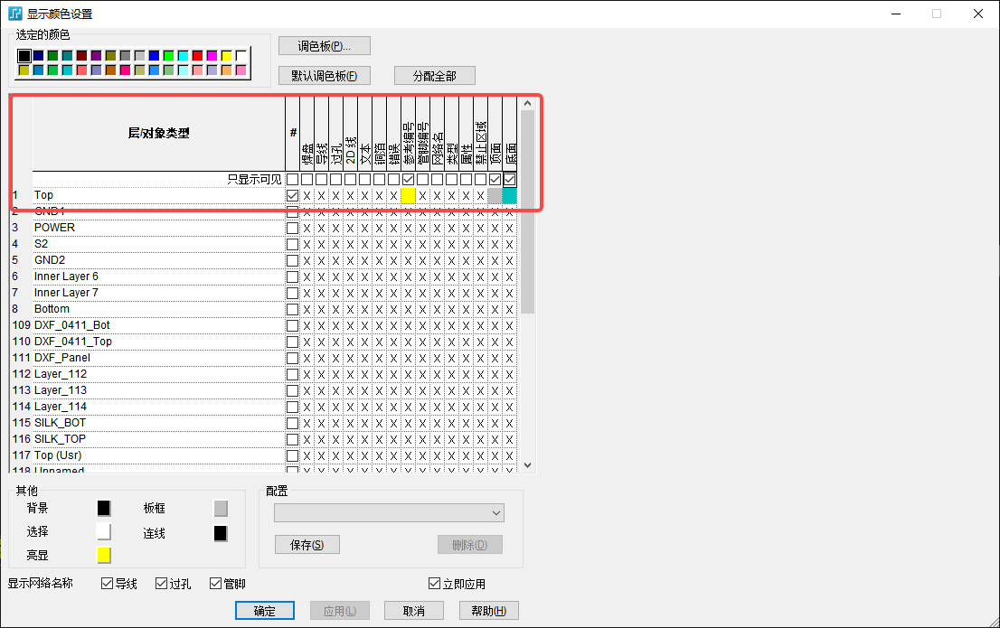 显示颜色设置
选定的颜色
调色板(P)...
默认调色板(F)
分配全部
层/对象类型
#
焊盘
导线
过孔
2D 线
文本
铜箔
错误
参考编号
管脚编号
网络名
类型
属性
禁止区域
顶面
底面
只显示可见
1 Top X X X X X X X X X X X X
2 GND1 X X X X X X X X X X X X X X X
3 POWER X X X X X X X X X X X X X X X
4 S2 X X X X X X X X X X X X X X X
5 GND2 X X X X X X X X X X X X X X X
6 Inner Layer 6 X X X X X X X X X X X X X X X
7 Inner Layer 7 X X X X X X X X X X X X X X X
8 Bottom X X X X X X X X X X X X X X X
109 DXF_0411_Bot X X X X X X X X X X X X X X X
110 DXF_0411_Top X X X X X X X X X X X X X X X
111 DXF_Panel X X X X X X X X X X X X X X X
112 Layer_112 X X X X X X X X X X X X X X X
113 Layer_113 X X X X X X X X X X X X X X X
114 Layer_114 X X X X X X X X X X X X X X X
115 SILK_BOT X X X X X X X X X X X X X X X
116 SILK_TOP X X X X X X X X X X X X X X X
117 Top (Usr) X X X X X X X X X X X X X X X
118 Unnamed X X X X X X X X X X X X X X X
其他
背景
板框
选择
连线
亮显
配置
保存(S)
删除(D)
显示网络名称
导线
过孔
管脚
立即应用
确定
应用(L)
取消
帮助(H)